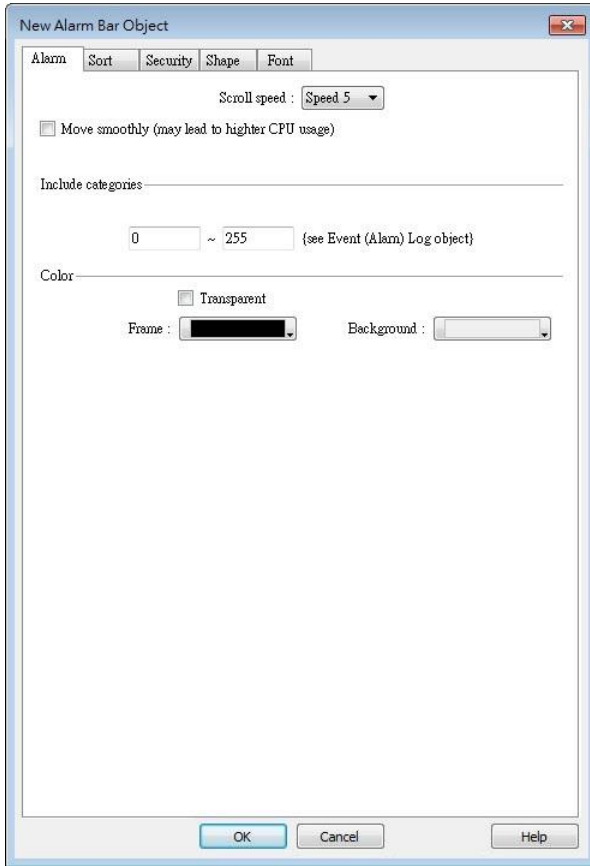 New Alarm Bar Object
Alarm Sort Security Shape Font
Scroll speed : Speed 5
Move smoothly (may lead to highter CPU usage)
Include categories
0 ~ 255 {see Event (Alarm) Log object}
Color
Transparent
Frame : Background :
OK Cancel Help